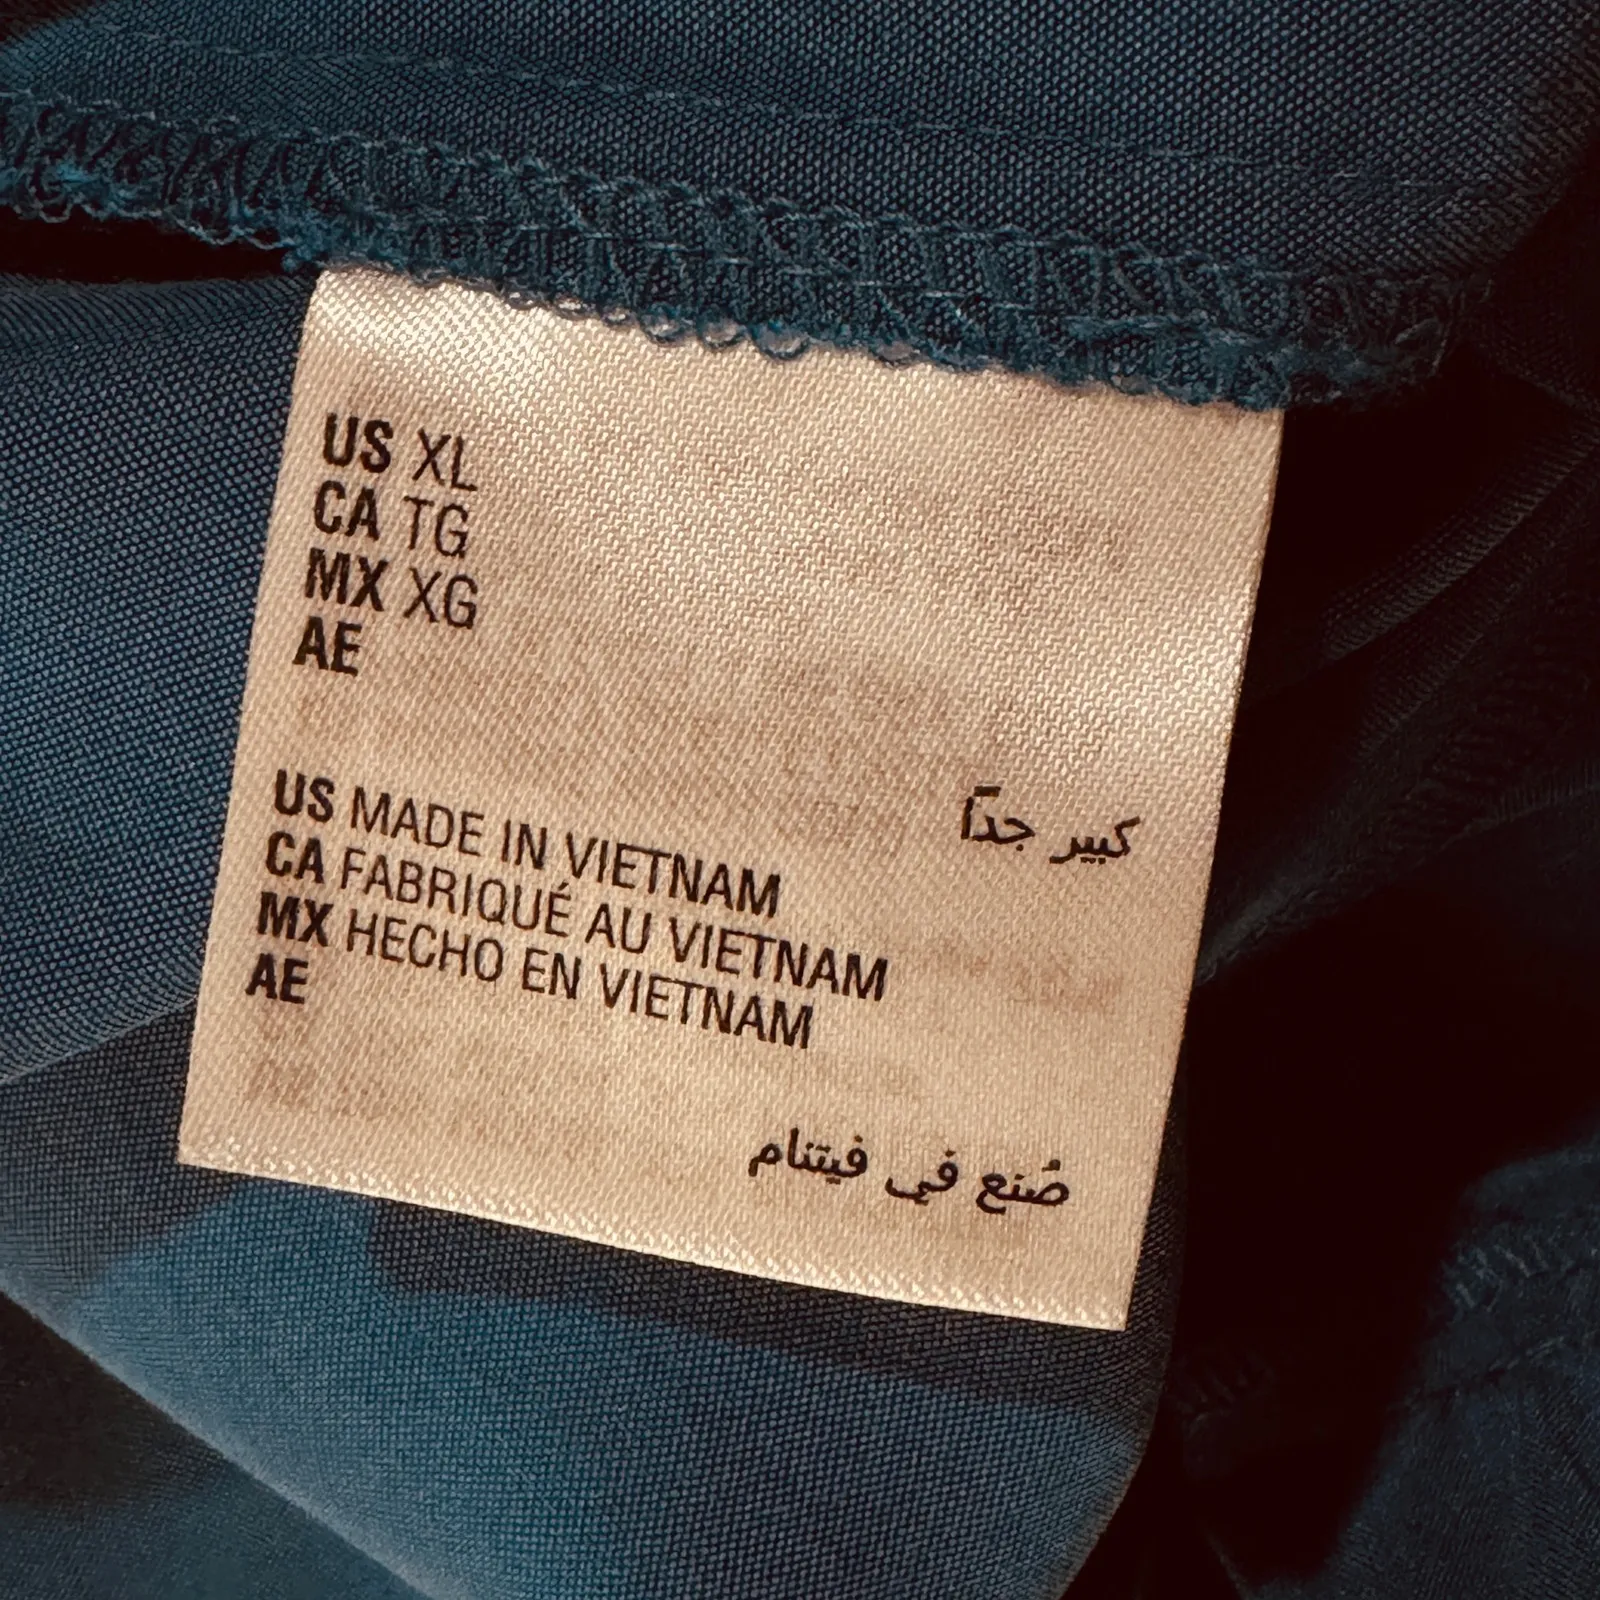 US XL
CA TG
MX XG
AE
كبير جدًا
US MADE IN VIETNAM
CA FABRIQUÉ AU VIETNAM
MX HECHO EN VIETNAM
AE
صُنع في فيتنام